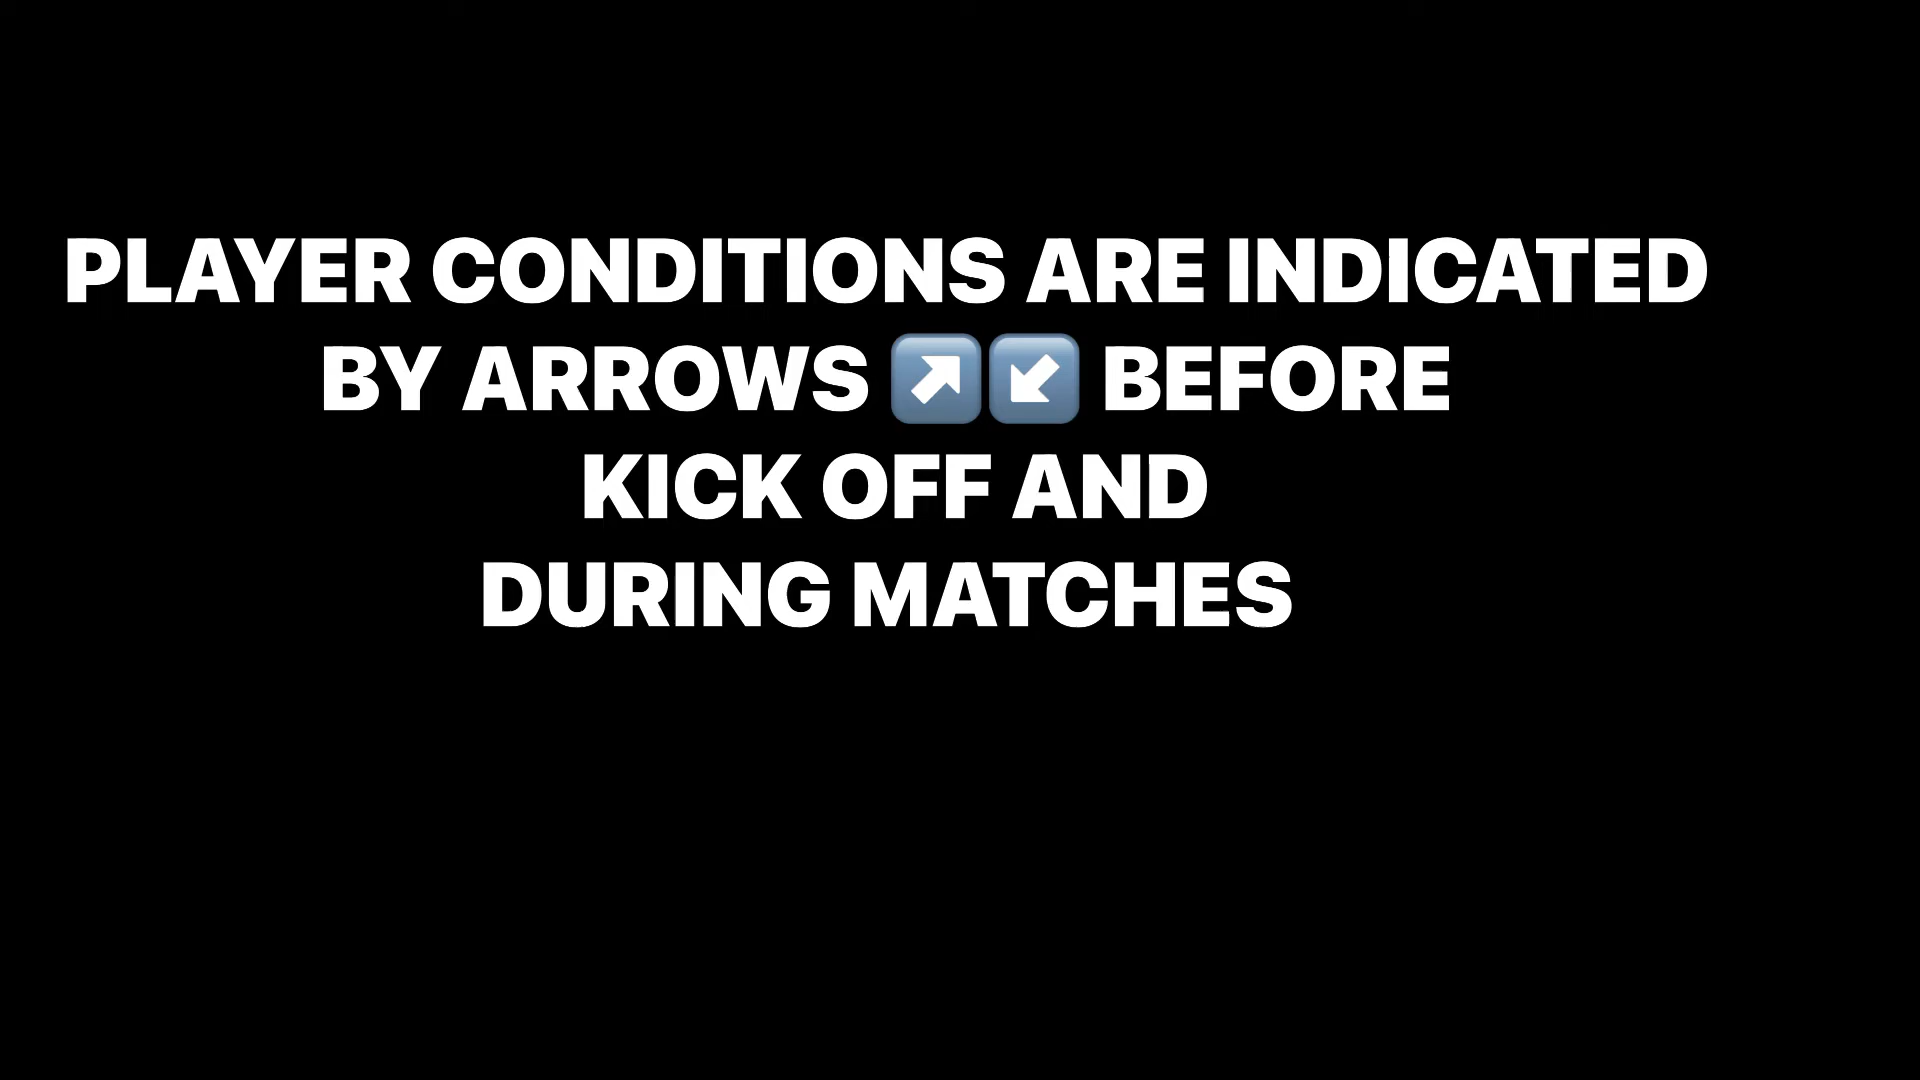 PLAYER CONDITIONS ARE INDICATED
BY ARROWS ↗️↙️ BEFORE
KICK OFF AND
DURING MATCHES